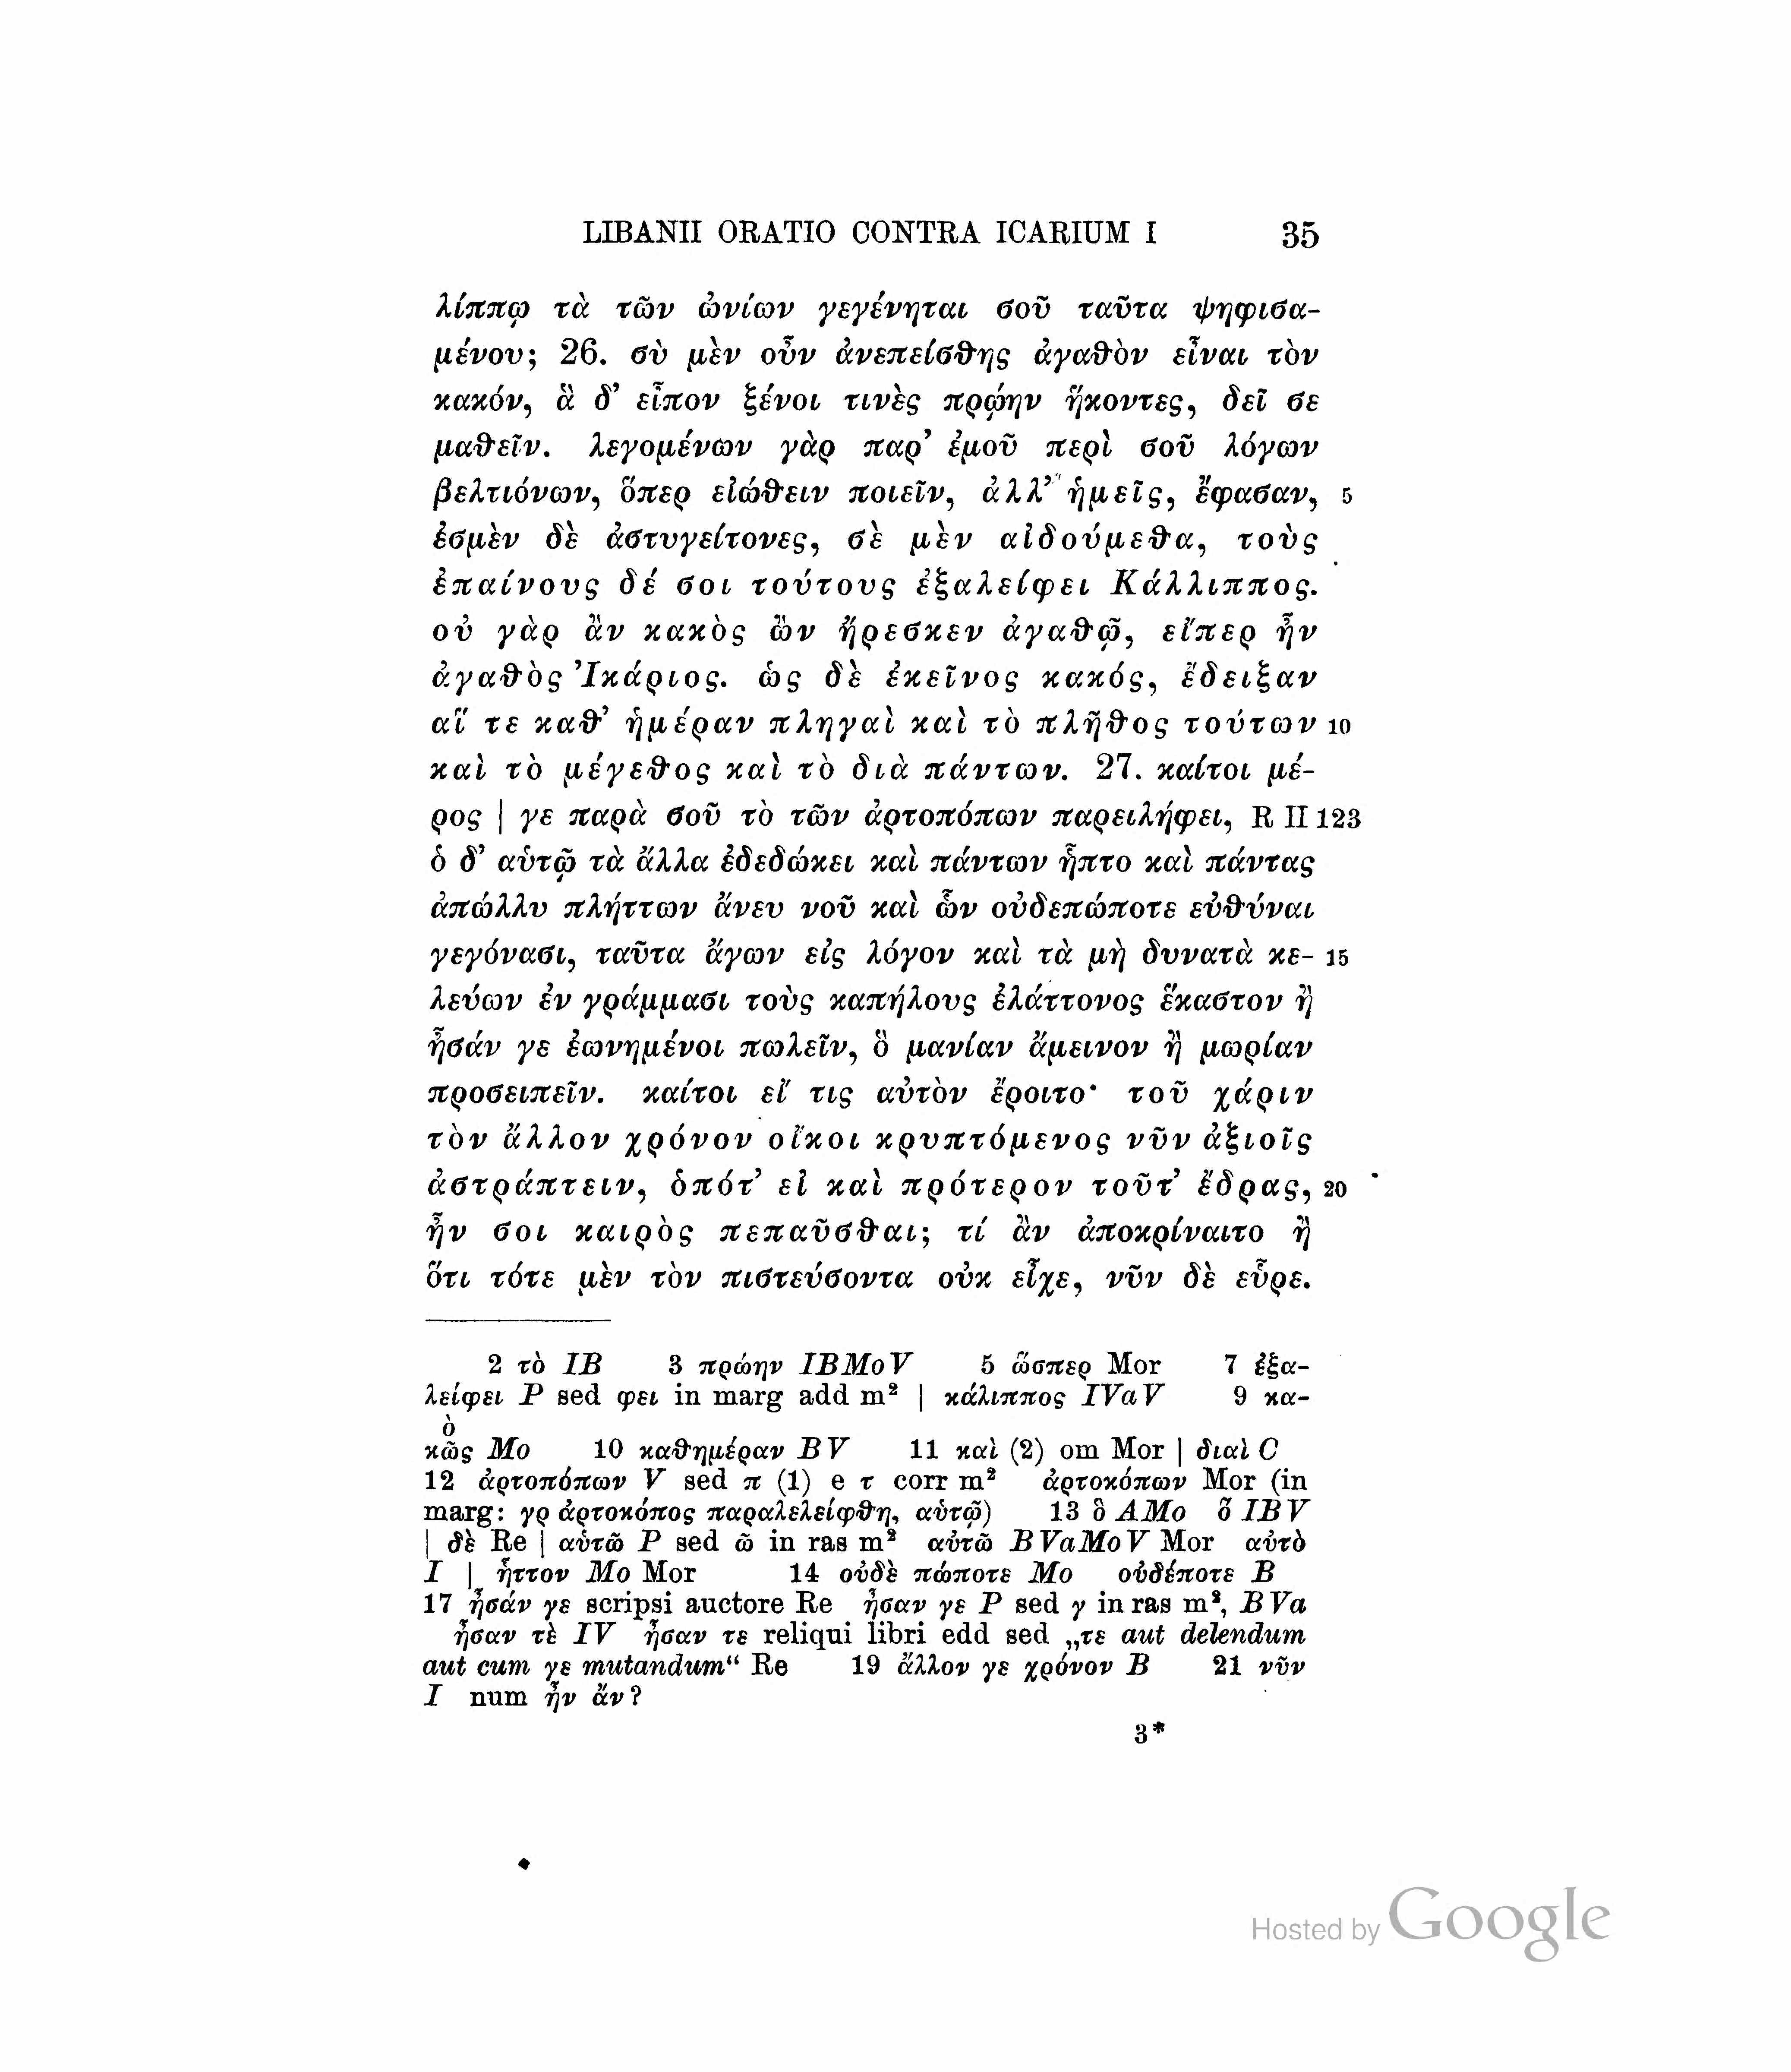 LIBANII ORATIO CONTRA ICARIUM I 35
λίππῳ τὰ τῶν ὠνίων γεγένηται σοῦ ταῦτα ψηφισα-
μένου; 26. σὺ μὲν οὖν ἀνεπείσθης ἀγαθὸν εἶναι τὸν
κακόν, ἃ δ’ εἶπον ξένοι τινὲς πρῴην ἥκοντες, δεῖ σε
μαθεῖν. λεγομένων γὰρ παρ’ ἐμοῦ περὶ σοῦ λόγων
βελτιόνων, ὅπερ εἰώθειν ποιεῖν, ἀλλ’ ἡμεῖς, ἔφασαν, 5
ἐσμὲν δὲ ἀστυγείτονες, σὲ μὲν αἰδούμεθα, τοὺς
ἐπαίνους δέ σοι τούτους ἐξαλείφει Κάλλιππος.
οὐ γὰρ ἂν κακὸς ὢν ἤρεσκεν ἀγαθῷ, εἴπερ ἦν
ἀγαθὸς Ἰκάριος. ὡς δὲ ἐκεῖνος κακός, ἔδειξαν
αἵ τε καθ’ ἡμέραν πληγαὶ καὶ τὸ πλῆθος τούτων 10
καὶ τὸ μέγεθος καὶ τὸ διὰ πάντων. 27. καίτοι μέ-
ρος | γε παρὰ σοῦ τὸ τῶν ἀρτοπόπων παρειλήφει, R II 123
ὁ δ’ αὑτῷ τὰ ἄλλα ἐδεδώκει καὶ πάντων ἧπτο καὶ πάντας
ἀπώλλυ πλήττων ἄνευ νοῦ καὶ ὧν οὐδεπώποτε εὐθύναι
γεγόνασι, ταῦτα ἄγων εἰς λόγον καὶ τὰ μὴ δυνατὰ κε- 15
λεύων ἐν γράμμασι τοὺς καπήλους ἐλάττονος ἕκαστον ἢ
ἦσάν γε ἐωνημένοι πωλεῖν, ὃ μανίαν ἄμεινον ἢ μωρίαν
προσειπεῖν. καίτοι εἴ τις αὐτὸν ἔροιτο· τοῦ χάριν
τὸν ἄλλον χρόνον οἴκοι κρυπτόμενος νῦν ἀξιοῖς
ἀστράπτειν, ὁπότ’ εἰ καὶ πρότερον τοῦτ’ ἔδρας, 20
ἦν σοι καιρὸς πεπαῦσθαι; τί ἂν ἀποκρίναιτο ἢ
ὅτι τότε μὲν τὸν πιστεύσοντα οὐκ εἶχε, νῦν δὲ εὗρε.
2 τὸ IB 3 πρώην IBMoV 5 ὥσπερ Mor 7 ἐξα-
λείφει P sed φει in marg add m² | κάλιππος IVaV 9 κα-
ὸ
κῶς Mo 10 καθημέραν BV 11 καὶ (2) om Mor | διαὶ C
12 ἀρτοπόπων V sed π (1) e τ corr m² ἀρτοκόπων Mor (in
marg: γρ ἀρτοκόπος παραλελείφθη, αὑτῷ) 13 ὃ AMo ὅ IBV
| δὲ Re | αὑτῶ P sed ῶ in ras m² αὐτῶ BVaMoV Mor αὐτὸ
I | ἧττον Mo Mor 14 οὐδὲ πώποτε Mo οὐδέποτε B
17 ἦσάν γε scripsi auctore Re ἦσαν γε P sed γ in ras m², BVa
ἦσαν τὲ IV ἦσαν τε reliqui libri edd sed „τε aut delendum
aut cum γε mutandum“ Re 19 ἄλλον γε χρόνον B 21 νῦν
I num ἦν ἄν?
3*
Hosted by Google